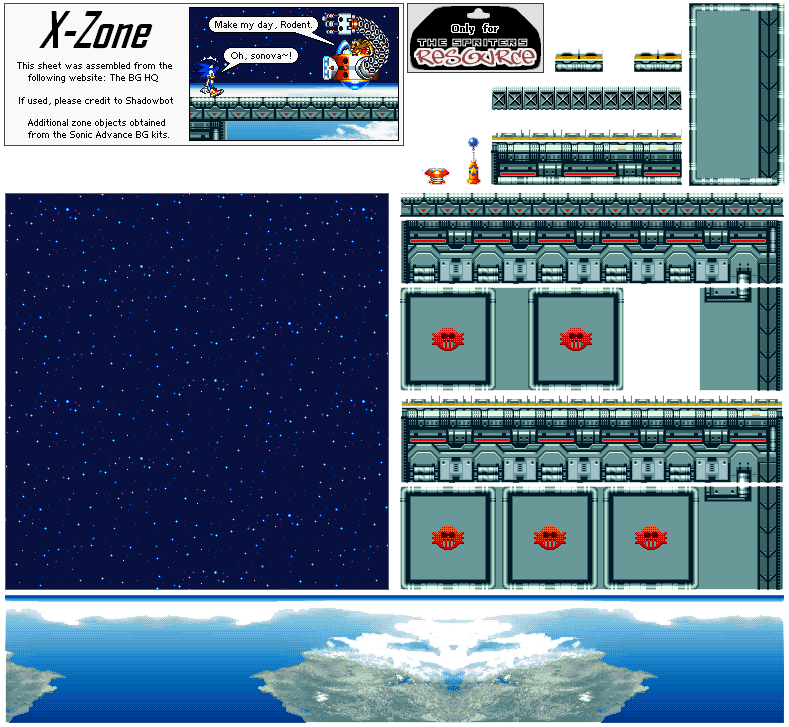 X-Zone
This sheet was assembled from the
following website: The BG HQ
If used, please credit to Shadowbot
Additional zone objects obtained
from the Sonic Advance BG kits.
Make my day, Rodent.
Oh, sonova~!
Only for
THE SPRITERS
RESOURCE